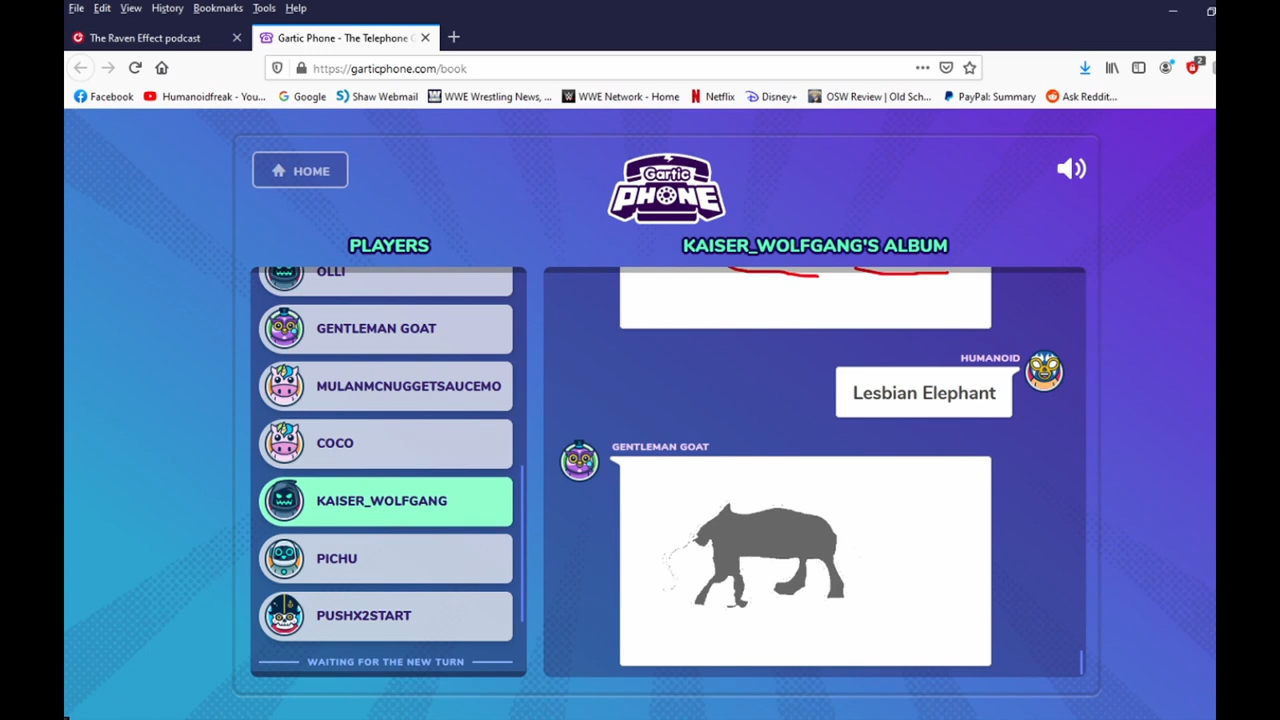 File Edit View History Bookmarks Tools Help
The Raven Effect podcast
Gartic Phone - The Telephone G
https://garticphone.com/book
2
Facebook Humanoidfreak - You... Google Shaw Webmail WWE Wrestling News, ... WWE Network - Home Netflix Disney+ OSW Review | Old Sch... PayPal: Summary Ask Reddit...
HOME
Gartic
PHONE
PLAYERS
OLLI
GENTLEMAN GOAT
MULANMCNUGGETSAUCEMO
COCO
KAISER_WOLFGANG
PICHU
PUSHX2START
WAITING FOR THE NEW TURN
KAISER_WOLFGANG'S ALBUM
HUMANOID
Lesbian Elephant
GENTLEMAN GOAT